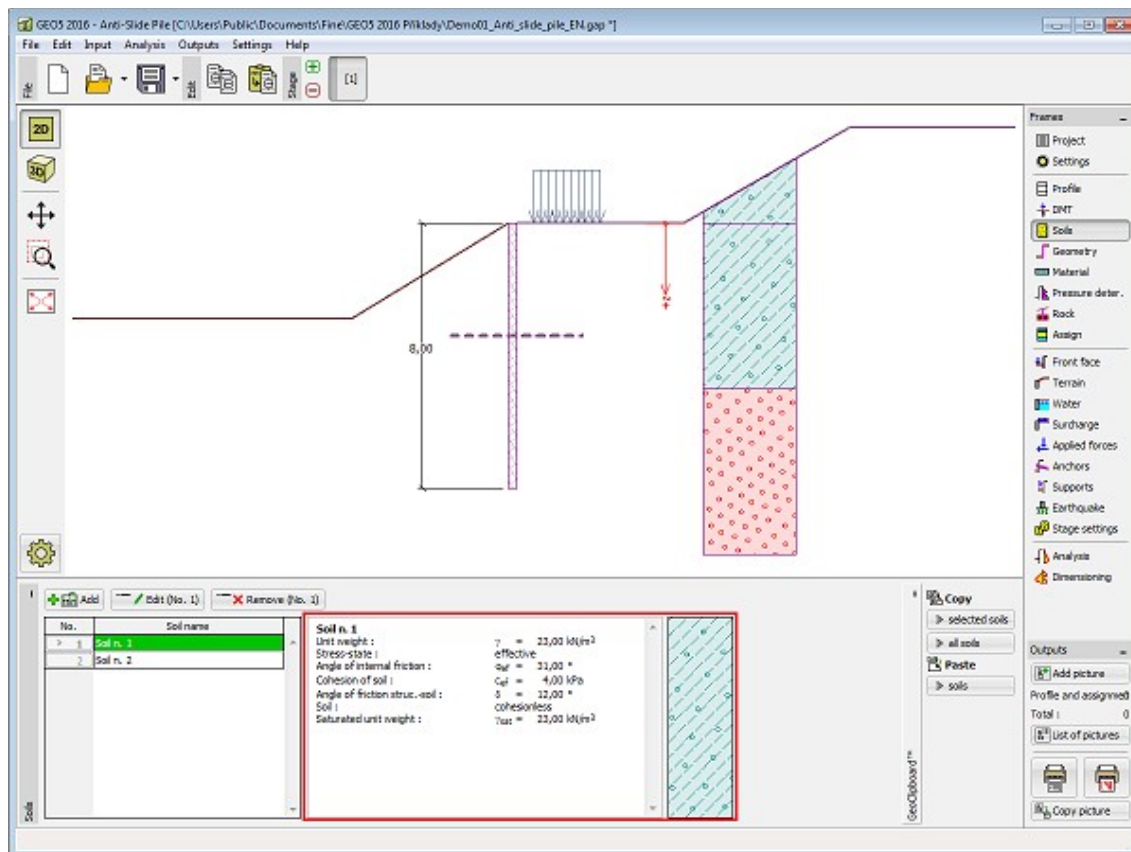 GEO5 2016 - Anti-Slide Pile [C:\Users\Public\Documents\Fine\GEO5 2016 Příklady\Demo01_Anti_slide_pile_EN.gap *]
File Edit Input Analysis Outputs Settings Help
File
Edit
Stage
[1]
2D
3D
8,00
+z
Frames
Project
Settings
Profile
DMT
Soils
Geometry
Material
Pressure deter.
Rock
Assign
Front face
Terrain
Water
Surcharge
Applied forces
Anchors
Supports
Earthquake
Stage settings
Analysis
Dimensioning
Outputs
Add picture
Profile and assignmed
Total : 0
List of pictures
Copy picture
Add Edit (No. 1) Remove (No. 1)
No. Soil name
> 1 Soil n. 1
2 Soil n. 2
Soil n. 1
Unit weight : γ = 23,00 kN/m3
Stress-state : effective
Angle of internal friction : φef = 31,00 °
Cohesion of soil : cef = 4,00 kPa
Angle of friction struc.-soil : δ = 12,00 °
Soil : cohesionless
Saturated unit weight : γsat = 23,00 kN/m3
Soils
GeoClipboard™
Copy
selected soils
all soils
Paste
soils